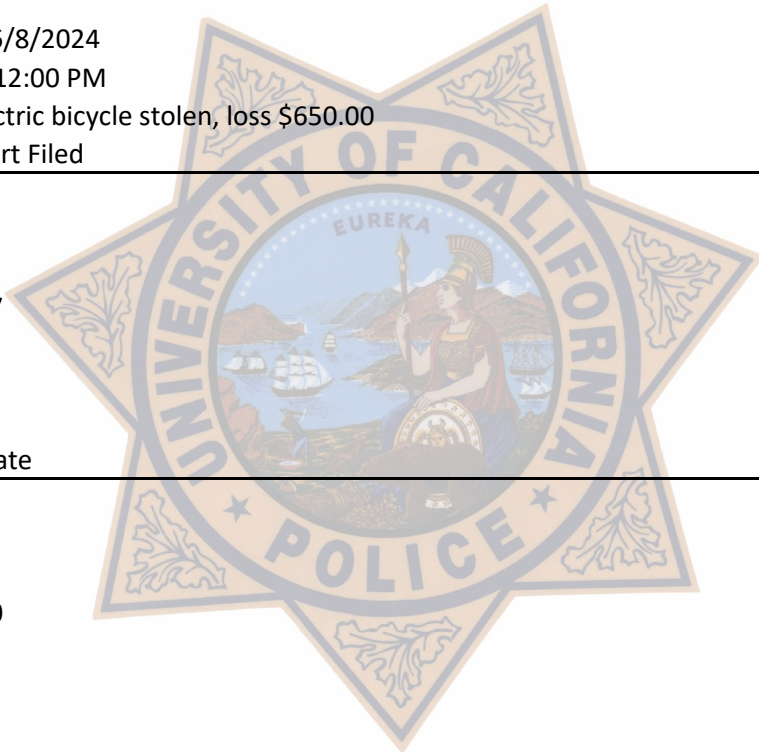 /8/2024
12:00 PM
ctric bicycle stolen, loss $650.00
rt Filed
UNIVERSITY OF CALIFORNIA
EUREKA
ate
POLICE